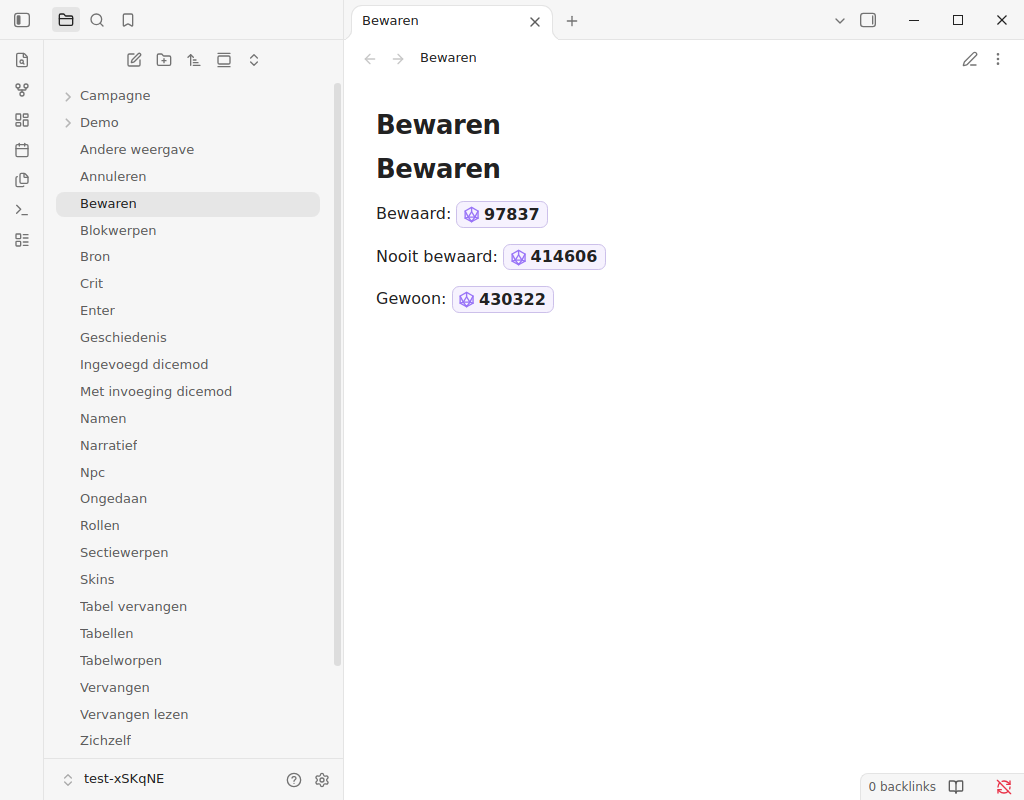 Bewaren
Bewaren
Campagne
Demo
Andere weergave
Annuleren
Bewaren
Blokwerpen
Bron
Crit
Enter
Geschiedenis
Ingevoegd dicemod
Met invoeging dicemod
Namen
Narratief
Npc
Ongedaan
Rollen
Sectiewerpen
Skins
Tabel vervangen
Tabellen
Tabelworpen
Vervangen
Vervangen lezen
Zichzelf
test-xSKqNE
Bewaren
Bewaren
Bewaard: 97837
Nooit bewaard: 414606
Gewoon: 430322
0 backlinks